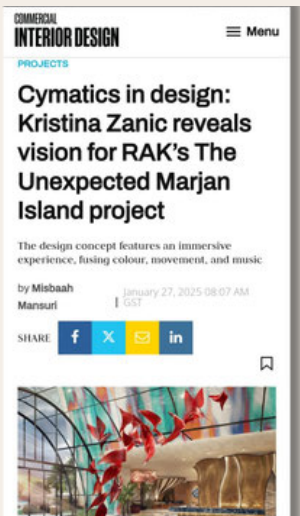 COMMERCIAL
INTERIOR DESIGN
Menu
PROJECTS
Cymatics in design:
Kristina Zanic reveals
vision for RAK's The
Unexpected Marjan
Island project
The design concept features an immersive
experience, fusing colour, movement, and music
by Misbaah
Mansuri
January 27, 2025 08:07 AM
GST
SHARE